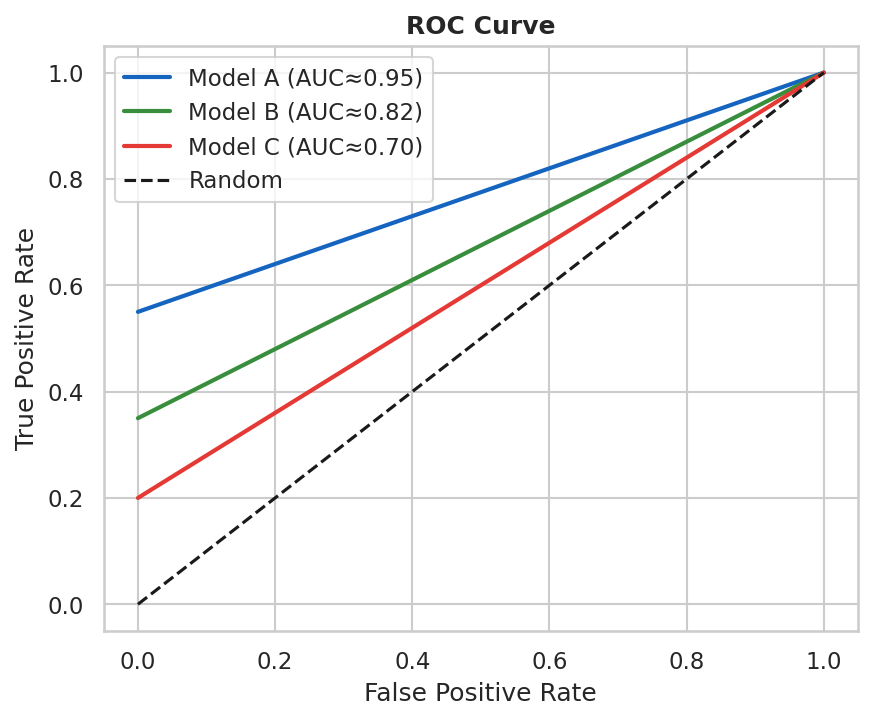 ROC Curve
Model A (AUC≈0.95)
Model B (AUC≈0.82)
Model C (AUC≈0.70)
Random
True Positive Rate
1.0
0.8
0.6
0.4
0.2
0.0
0.0 0.2 0.4 0.6 0.8 1.0
False Positive Rate